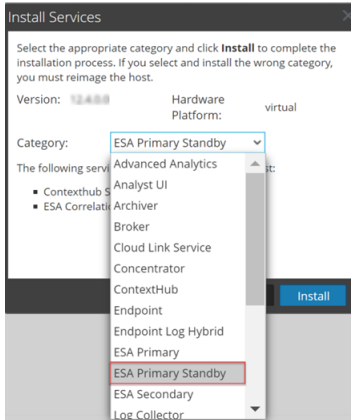 Install Services
Select the appropriate category and click Install to complete the
installation process. If you select and install the wrong category,
you must reimage the host.
Version:
Hardware
Platform:
virtual
Category:
ESA Primary Standby
The following servi
st:
Contexthub S
ESA Correlati
Advanced Analytics
Analyst UI
Archiver
Broker
Cloud Link Service
Concentrator
ContextHub
Endpoint
Endpoint Log Hybrid
ESA Primary
ESA Primary Standby
ESA Secondary
Log Collector
Install